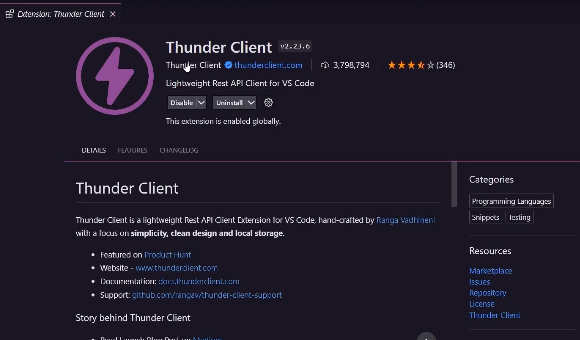 Extension: Thunder Client
Thunder Client v2.23.6
Thunder Client thunderclient.com 3,798,794 (346)
Lightweight Rest API Client for VS Code
Disable Uninstall
This extension is enabled globally.
DETAILS FEATURES CHANGELOG
Thunder Client
Thunder Client is a lightweight Rest API Client Extension for VS Code, hand-crafted by Ranga Vadhineni
with a focus on simplicity, clean design and local storage.
Featured on Product Hunt
Website - www.thunderclient.com
Documentation: docs.thunderclient.com
Support: github.com/rangav/thunder-client-support
Story behind Thunder Client
Categories
Programming Languages
Snippets Testing
Resources
Marketplace
Issues
Repository
License
Thunder Client